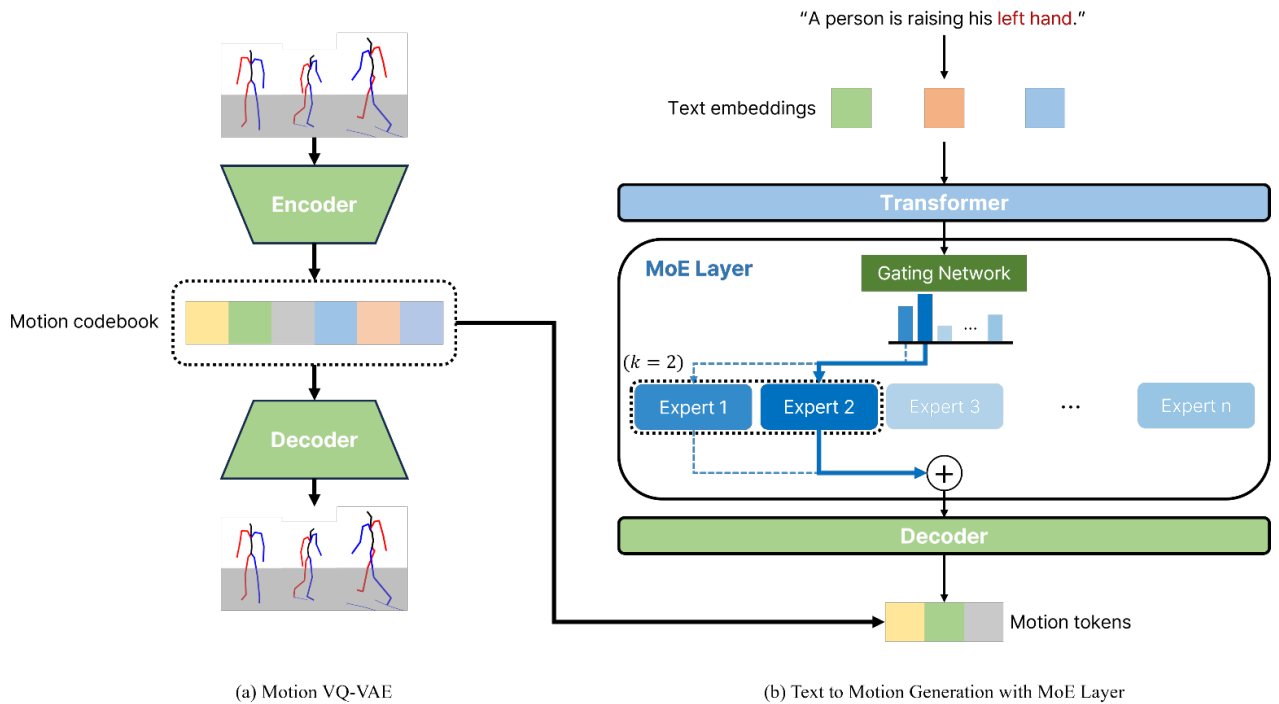 Encoder
Motion codebook
Decoder
(a) Motion VQ-VAE
“A person is raising his left hand.”
Text embeddings
Transformer
MoE Layer
Gating Network
...
(k = 2)
Expert 1
Expert 2
Expert 3
...
Expert n
+
Decoder
Motion tokens
(b) Text to Motion Generation with MoE Layer